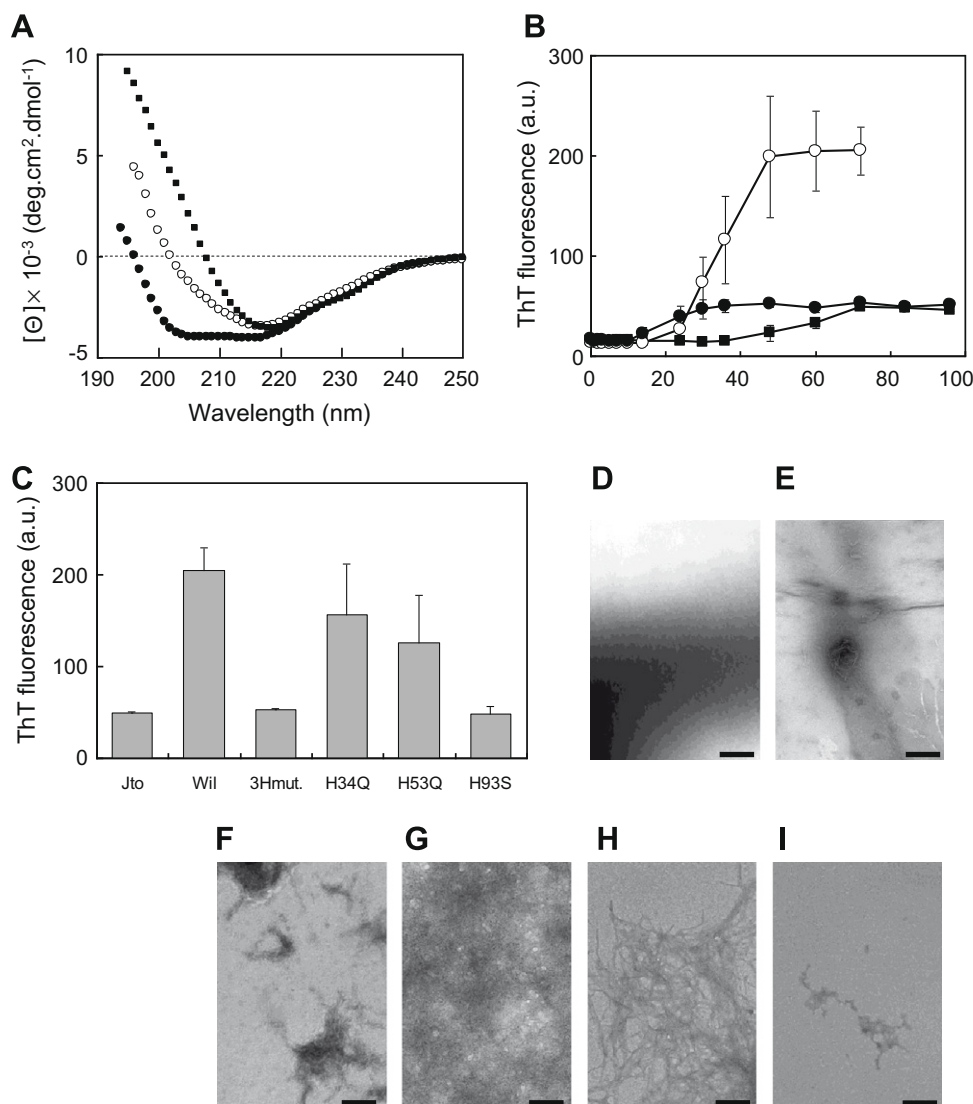 A
[Θ]× 10⁻³ (deg.cm².dmol⁻¹)
10
5
0
-5
190 200 210 220 230 240 250
Wavelength (nm)
B
ThT fluorescence (a.u.)
300
200
100
0
0 20 40 60 80 100
C
ThT fluorescence (a.u.)
300
200
100
0
Jto Wil 3Hmut. H34Q H53Q H93S
D
E
F
G
H
I